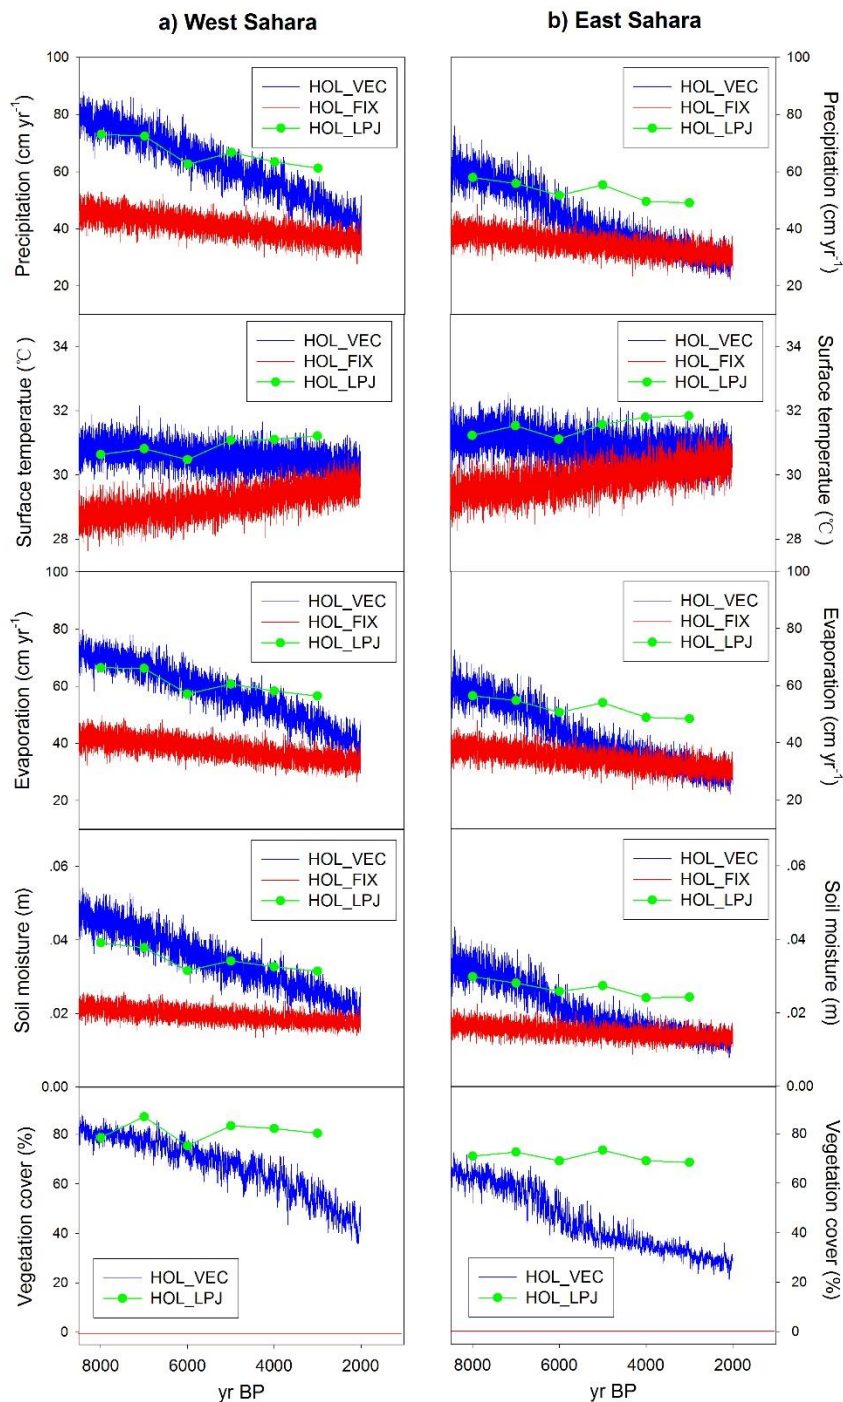 a) West Sahara
b) East Sahara
100
80
60
40
20
Precipitation (cm yr-1)
HOL_VEC
HOL_FIX
HOL_LPJ
HOL_VEC
HOL_FIX
HOL_LPJ
100
80
60
40
20
Precipitation (cm yr-1)
34
32
30
28
Surface temperatue (℃)
HOL_VEC
HOL_FIX
HOL_LPJ
HOL_VEC
HOL_FIX
HOL_LPJ
34
32
30
28
Surface temperatue (℃)
100
80
60
40
20
Evaporation (cm yr-1)
HOL_VEC
HOL_FIX
HOL_LPJ
HOL_VEC
HOL_FIX
HOL_LPJ
100
80
60
40
20
Evaporation (cm yr-1)
.06
.04
.02
0.00
Soil moisture (m)
HOL_VEC
HOL_FIX
HOL_LPJ
HOL_VEC
HOL_FIX
HOL_LPJ
.06
.04
.02
0.00
Soil moisture (m)
80
60
40
20
0
Vegetation cover (%)
HOL_VEC
HOL_LPJ
HOL_VEC
HOL_LPJ
80
60
40
20
0
Vegetation cover (%)
8000 6000 4000 2000
yr BP
8000 6000 4000 2000
yr BP